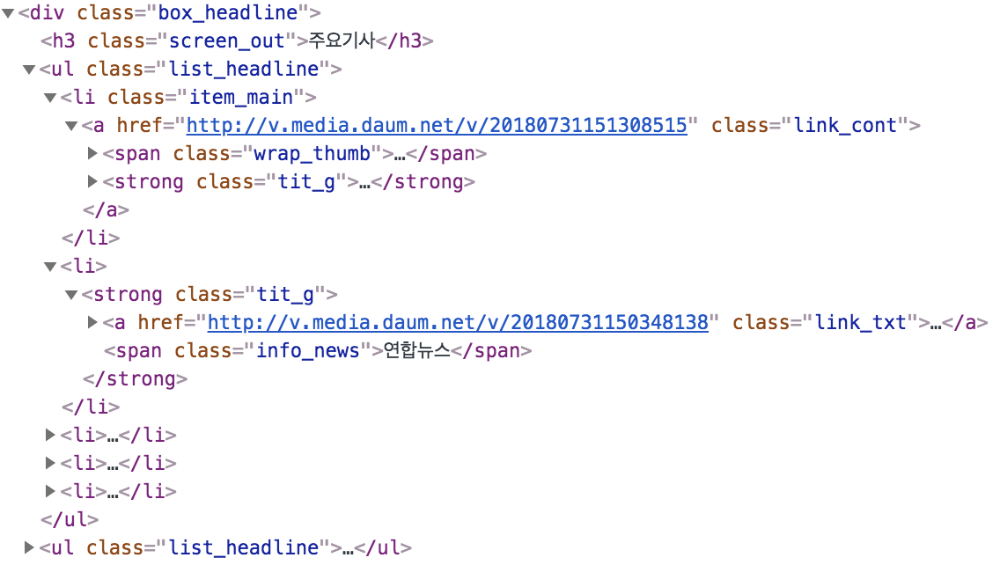 <div class="box_headline">
<h3 class="screen_out">주요기사</h3>
<ul class="list_headline">
<li class="item_main">
<a href="http://v.media.daum.net/v/20180731151308515" class="link_cont">
<span class="wrap_thumb">…</span>
<strong class="tit_g">…</strong>
</a>
</li>
<li>
<strong class="tit_g">
<a href="http://v.media.daum.net/v/20180731150348138" class="link_txt">…</a>
<span class="info_news">연합뉴스</span>
</strong>
</li>
<li>…</li>
<li>…</li>
<li>…</li>
</ul>
<ul class="list_headline">…</ul>